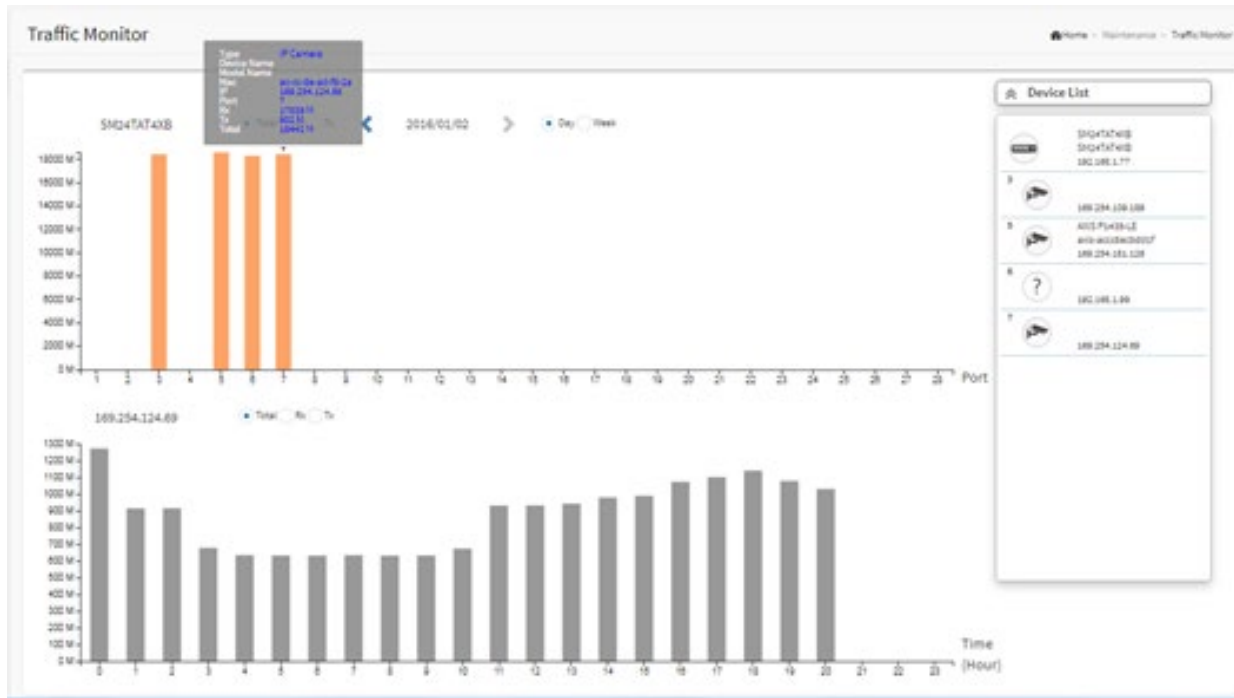 Traffic Monitor
Home - Maintenance - Traffic Monitor
Type IP Camera
Device Name
Model Name
Mac
IP 169.254.124.69
Port 7
Rx
Tx
Total
SM24TAT4XB
2016/01/02
Day Week
18000 M
16000 M
14000 M
12000 M
10000 M
8000 M
6000 M
4000 M
2000 M
0 M
1 2 3 4 5 6 7 8 9 10 11 12 13 14 15 16 17 18 19 20 21 22 23 24 25 26 27 28
Port
169.254.124.69
Total Rx Tx
1300 M
1200 M
1100 M
1000 M
900 M
800 M
700 M
600 M
500 M
400 M
300 M
200 M
100 M
0 M
0 1 2 3 4 5 6 7 8 9 10 11 12 13 14 15 16 17 18 19 20 21 22 23
Time
(Hour)
Device List
SM24TAT4XB
SM24TAT4XB
192.168.1.77
3
5
6
192.168.1.99
7
169.254.124.69